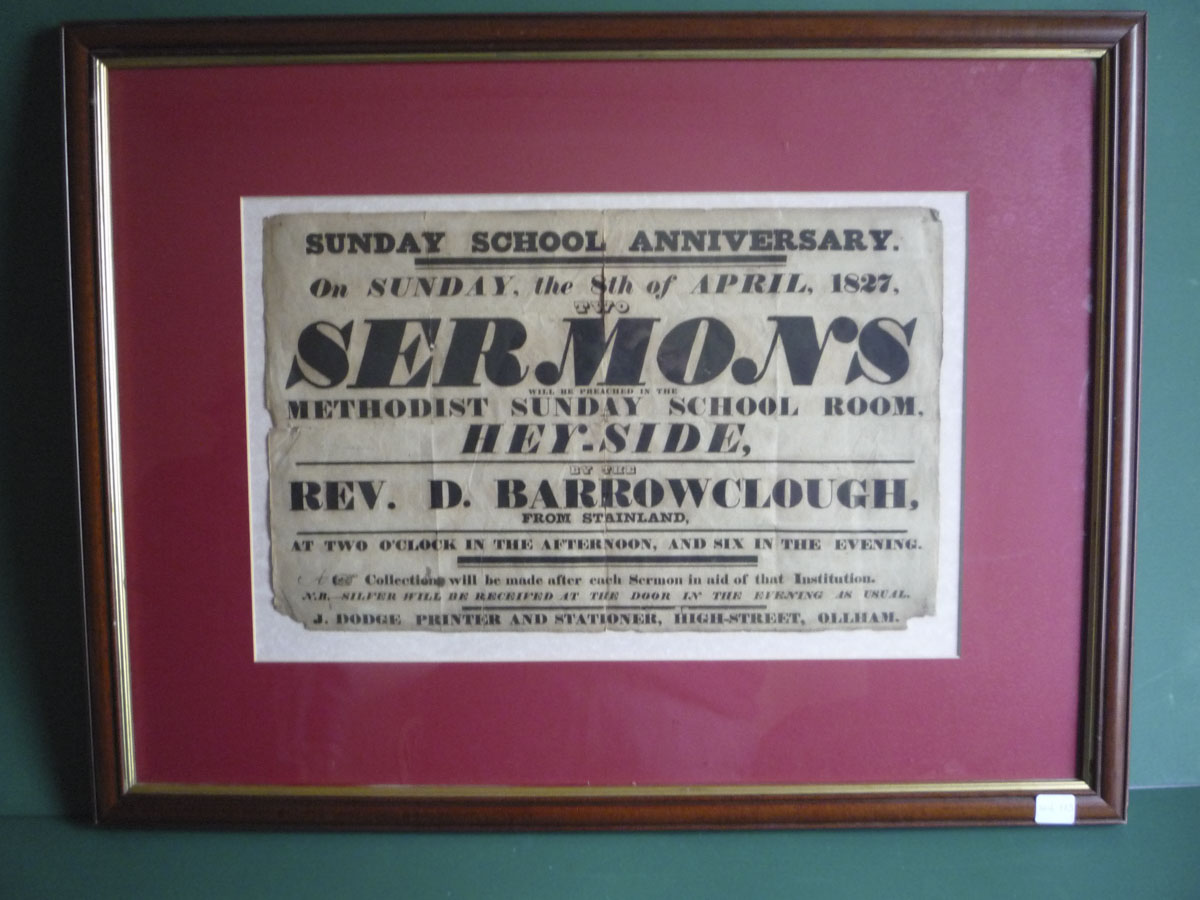 SUNDAY SCHOOL ANNIVERSARY.
On SUNDAY, the 8th of APRIL, 1827,
TWO
SERMONS
WILL BE PREACHED IN THE
METHODIST SUNDAY SCHOOL ROOM,
HEY-SIDE,
BY THE
REV. D. BARROWCLOUGH,
FROM STAINLAND,
AT TWO O'CLOCK IN THE AFTERNOON, AND SIX IN THE EVENING.
Collections will be made after each Sermon in aid of that Institution.
N.B.—SILVER WILL BE RECEIVED AT THE DOOR IN THE EVENING AS USUAL.
J. DODGE PRINTER AND STATIONER, HIGH-STREET, OLLHAM.